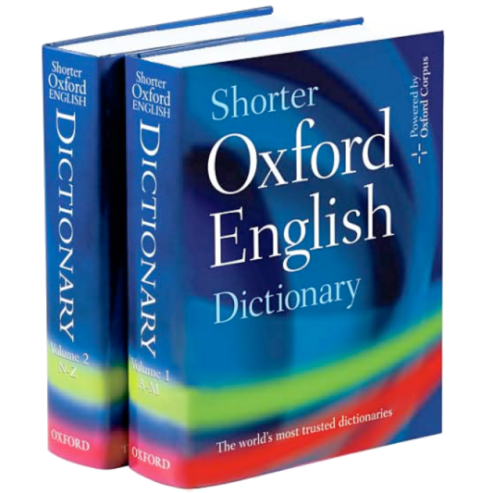 Shorter
Oxford
ENGLISH
DICTIONARY
Volume 2
N-Z
OXFORD
Shorter
Oxford
ENGLISH
DICTIONARY
Volume 1
A-M
OXFORD
Shorter
Oxford
English
Dictionary
Powered by
Oxford Corpus
The world's most trusted dictionaries